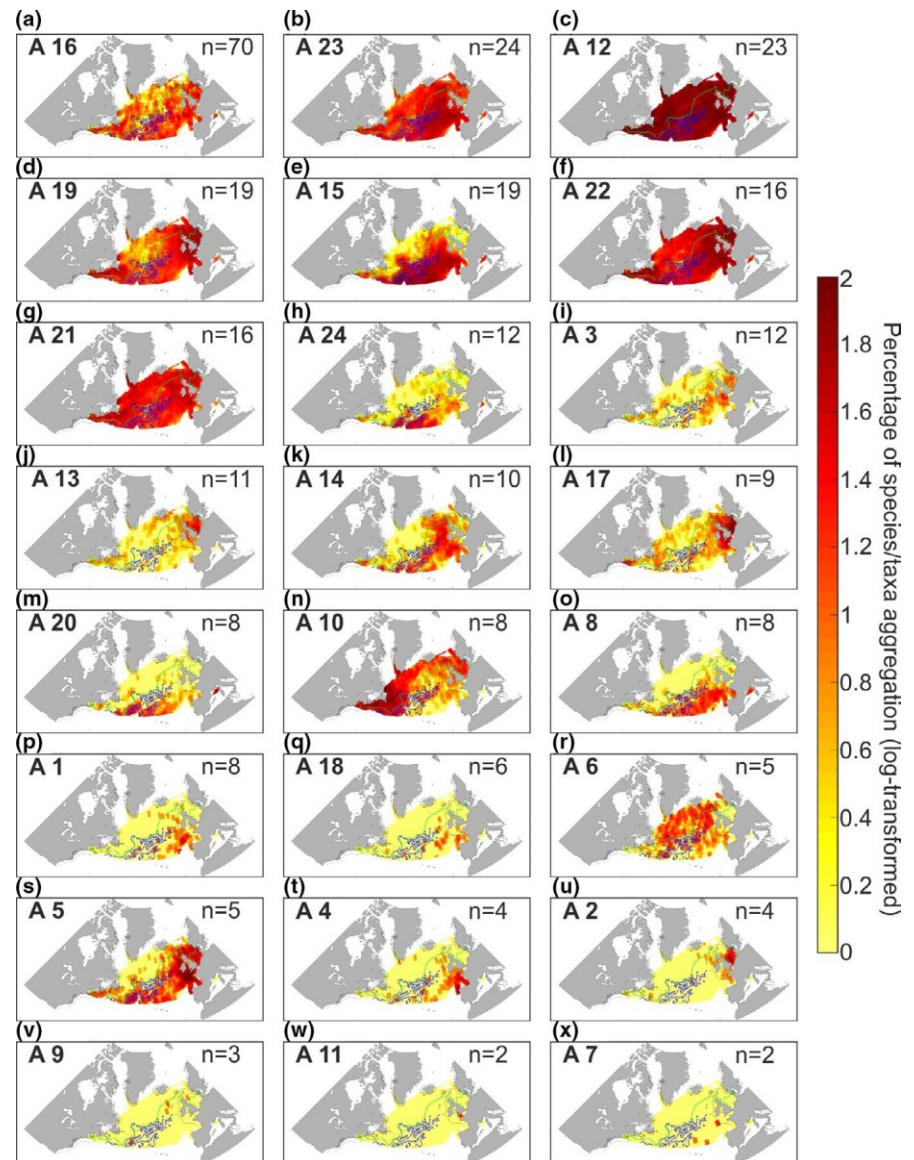 (a) (b) (c)
A 16 n=70 A 23 n=24 A 12 n=23
(d) (e) (f)
A 19 n=19 A 15 n=19 A 22 n=16
(g) (h) (i)
A 21 n=16 A 24 n=12 A 3 n=12
(j) (k) (l)
A 13 n=11 A 14 n=10 A 17 n=9
(m) (n) (o)
A 20 n=8 A 10 n=8 A 8 n=8
(p) (q) (r)
A 1 n=8 A 18 n=6 A 6 n=5
(s) (t) (u)
A 5 n=5 A 4 n=4 A 2 n=4
(v) (w) (x)
A 9 n=3 A 11 n=2 A 7 n=2
2
1.8
1.6
1.4
1.2
1
0.8
0.6
0.4
0.2
0
Percentage of species/taxa aggregation (log-transformed)